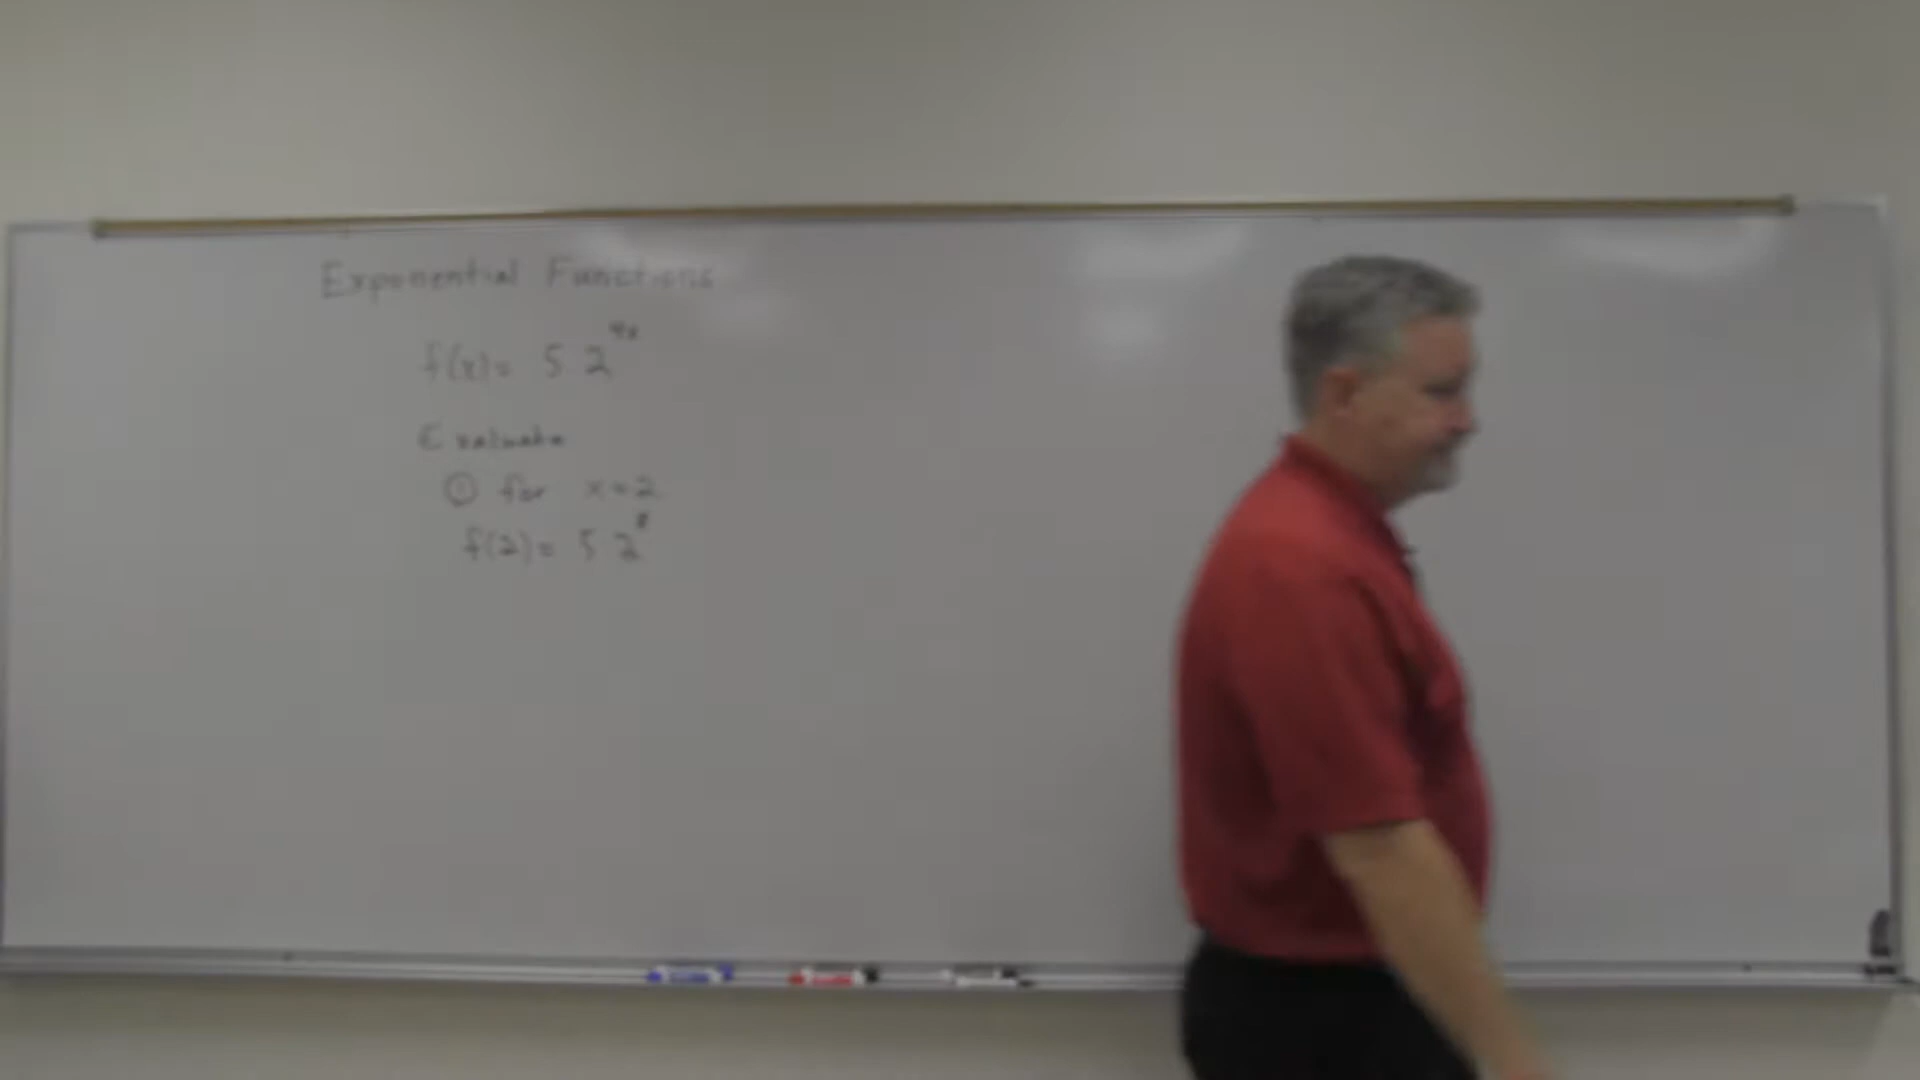 Exponential Functions
f(x) = 5 2^4x
Evaluate
① for x = 2
f(2) = 5 2^8